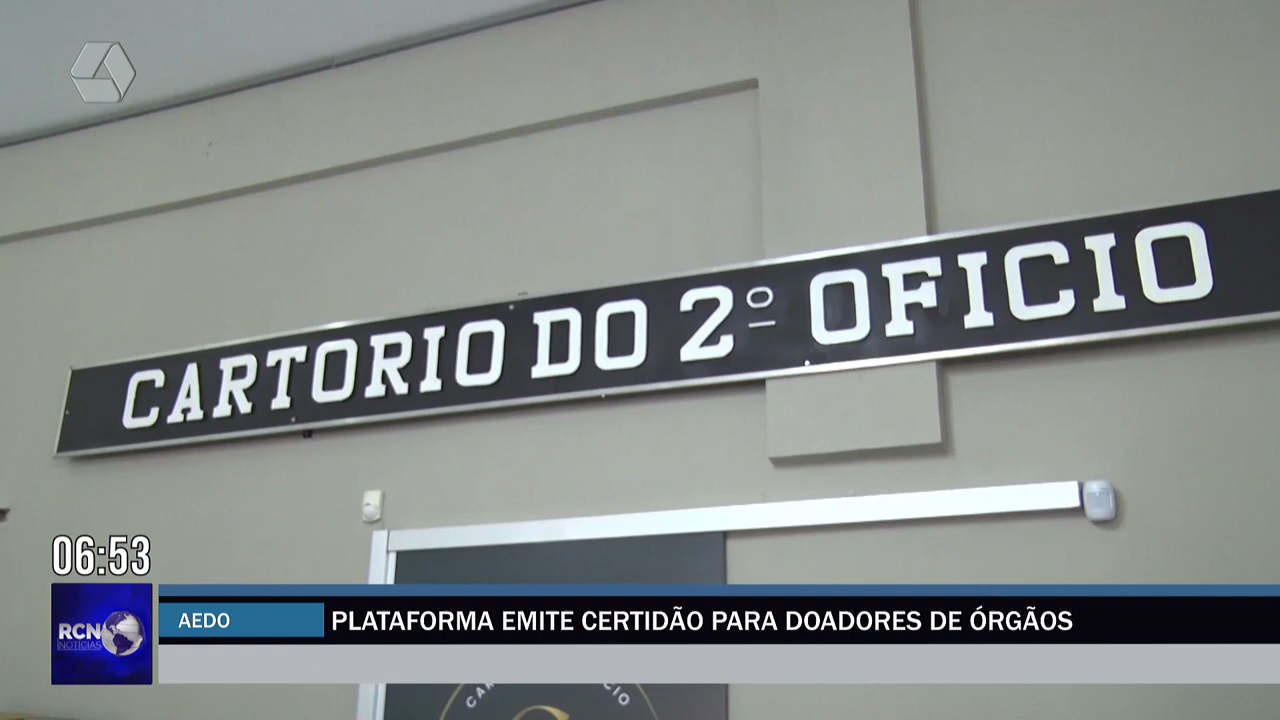 CARTORIO DO 2º OFICIO
06:53
RCN
NOTÍCIAS
AEDO
PLATAFORMA EMITE CERTIDÃO PARA DOADORES DE ÓRGÃOS